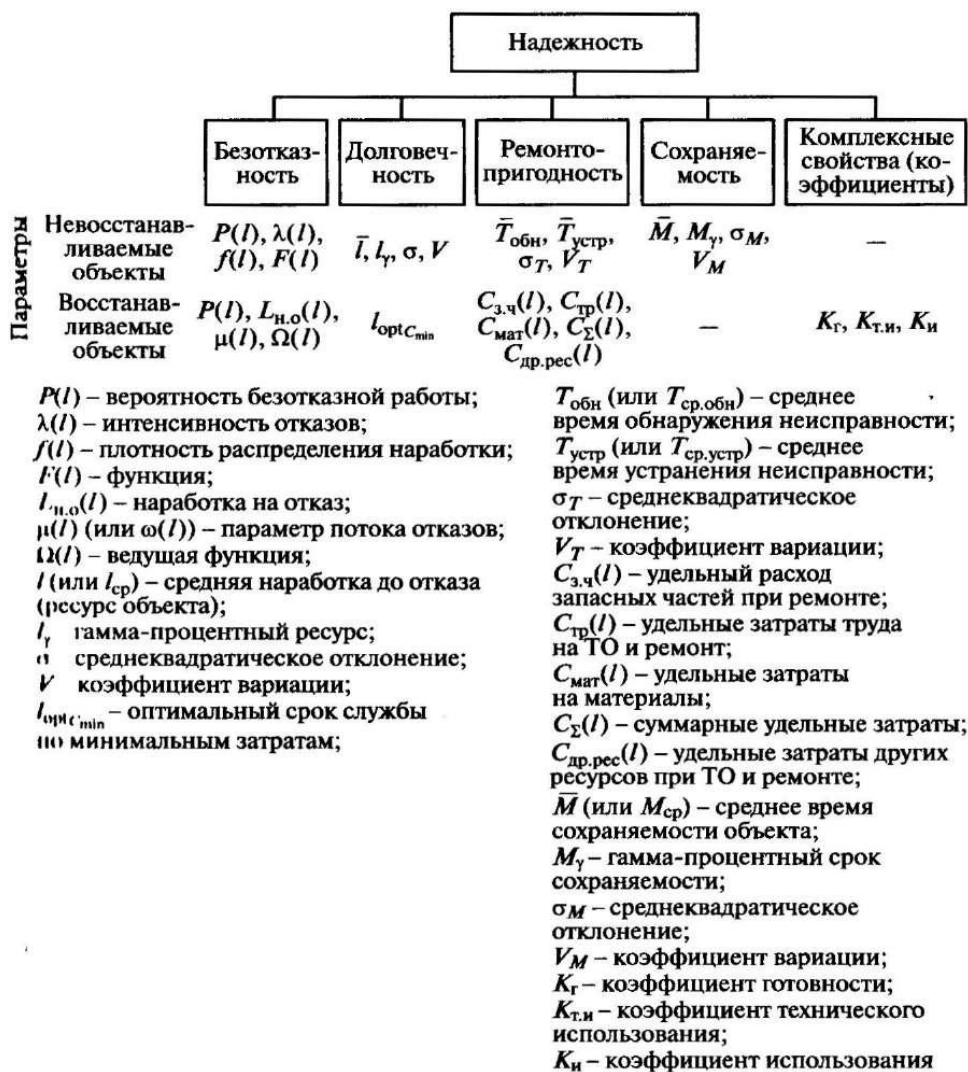 Надежность
Безотказ-
ность
Долговеч-
ность
Ремонто-
пригодность
Сохраняе-
мость
Комплексные
свойства (ко-
эффициенты)
Параметры
Невосстанав-
ливаемые
объекты
P(l), λ(l),
f(l), F(l)
l̅, lγ, σ, V
T̅обн, T̅устр,
σT, VT
M̅, Mγ, σM,
VM
—
Восстанав-
ливаемые
объекты
P(l), Lн.о(l),
μ(l), Ω(l)
loptCmin
Cз.ч(l), Cтр(l),
Cмат(l), CΣ(l),
Cдр.рес(l)
—
Kг, Kт.и, Kи
P(l) – вероятность безотказной работы;
λ(l) – интенсивность отказов;
f(l) – плотность распределения наработки;
F(l) – функция;
Lн.о(l) – наработка на отказ;
μ(l) (или ω(l)) – параметр потока отказов;
Ω(l) – ведущая функция;
l (или lср) – средняя наработка до отказа
(ресурс объекта);
lγ гамма-процентный ресурс;
σ среднеквадратическое отклонение;
V коэффициент вариации;
loptCmin – оптимальный срок службы
по минимальным затратам;
Tобн (или Tср.обн) – среднее
время обнаружения неисправности;
Tустр (или Tср.устр) – среднее
время устранения неисправности;
σT – среднеквадратическое
отклонение;
VT – коэффициент вариации;
Cз.ч(l) – удельный расход
запасных частей при ремонте;
Cтр(l) – удельные затраты труда
на ТО и ремонт;
Cмат(l) – удельные затраты
на материалы;
CΣ(l) – суммарные удельные затраты;
Cдр.рес(l) – удельные затраты других
ресурсов при ТО и ремонте;
M̅ (или Mср) – среднее время
сохраняемости объекта;
Mγ – гамма-процентный срок
сохраняемости;
σM – среднеквадратическое
отклонение;
VM – коэффициент вариации;
Kг – коэффициент готовности;
Kт.и – коэффициент технического
использования;
Kи – коэффициент использования